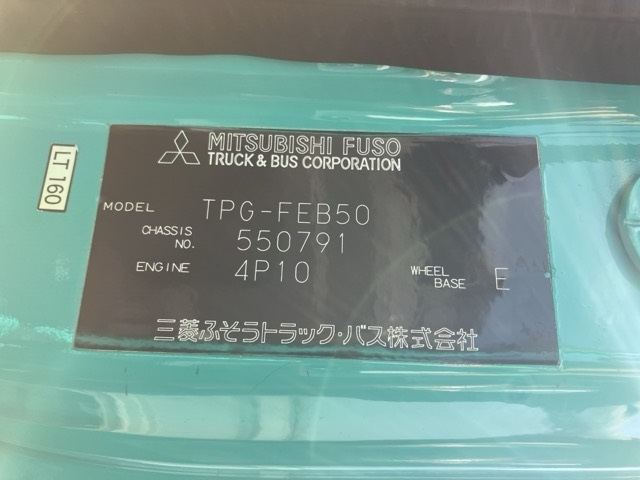 MITSUBISHI FUSO
TRUCK & BUS CORPORATION
LT 160
MODEL TPG-FEB50
CHASSIS NO. 550791
ENGINE 4P10
WHEEL BASE E
三菱ふそうトラック・バス株式会社